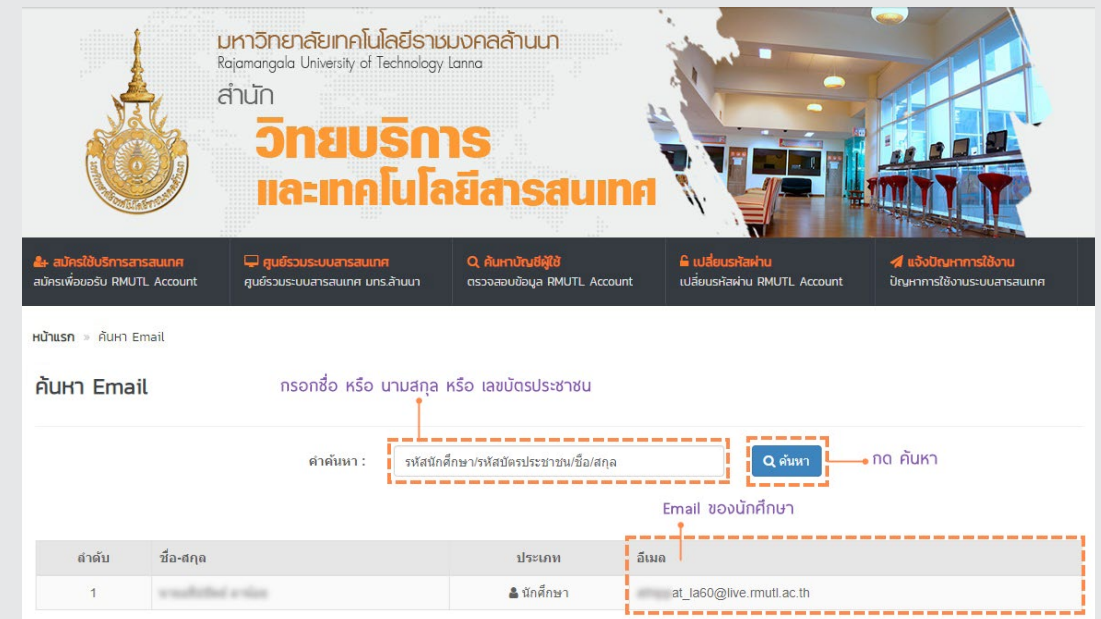 มหาวิทยาลัยเทคโนโลยีราชมงคลล้านนา
Rajamangala University of Technology Lanna
สำนัก
วิทยบริการ
และเทคโนโลยีสารสนเทศ
สมัครใช้บริการสารสนเทศ
สมัครเพื่อขอรับ RMUTL Account
ศูนย์รวมระบบสารสนเทศ
ศูนย์รวมระบบสารสนเทศ มทร.ล้านนา
ค้นหาบัญชีผู้ใช้
ตรวจสอบข้อมูล RMUTL Account
เปลี่ยนรหัสผ่าน
เปลี่ยนรหัสผ่าน RMUTL Account
แจ้งปัญหาการใช้งาน
ปัญหาการใช้งานระบบสารสนเทศ
หน้าแรก » ค้นหา Email
ค้นหา Email
กรอกชื่อ หรือ นามสกุล หรือ เลขบัตรประชาชน
คำค้นหา :
รหัสนักศึกษา/รหัสบัตรประชาชน/ชื่อ/สกุล
ค้นหา
กด ค้นหา
Email ของนักศึกษา
ลำดับ ชื่อ-สกุล ประเภท อีเมล
1 นักศึกษา at_la60@live.rmutl.ac.th